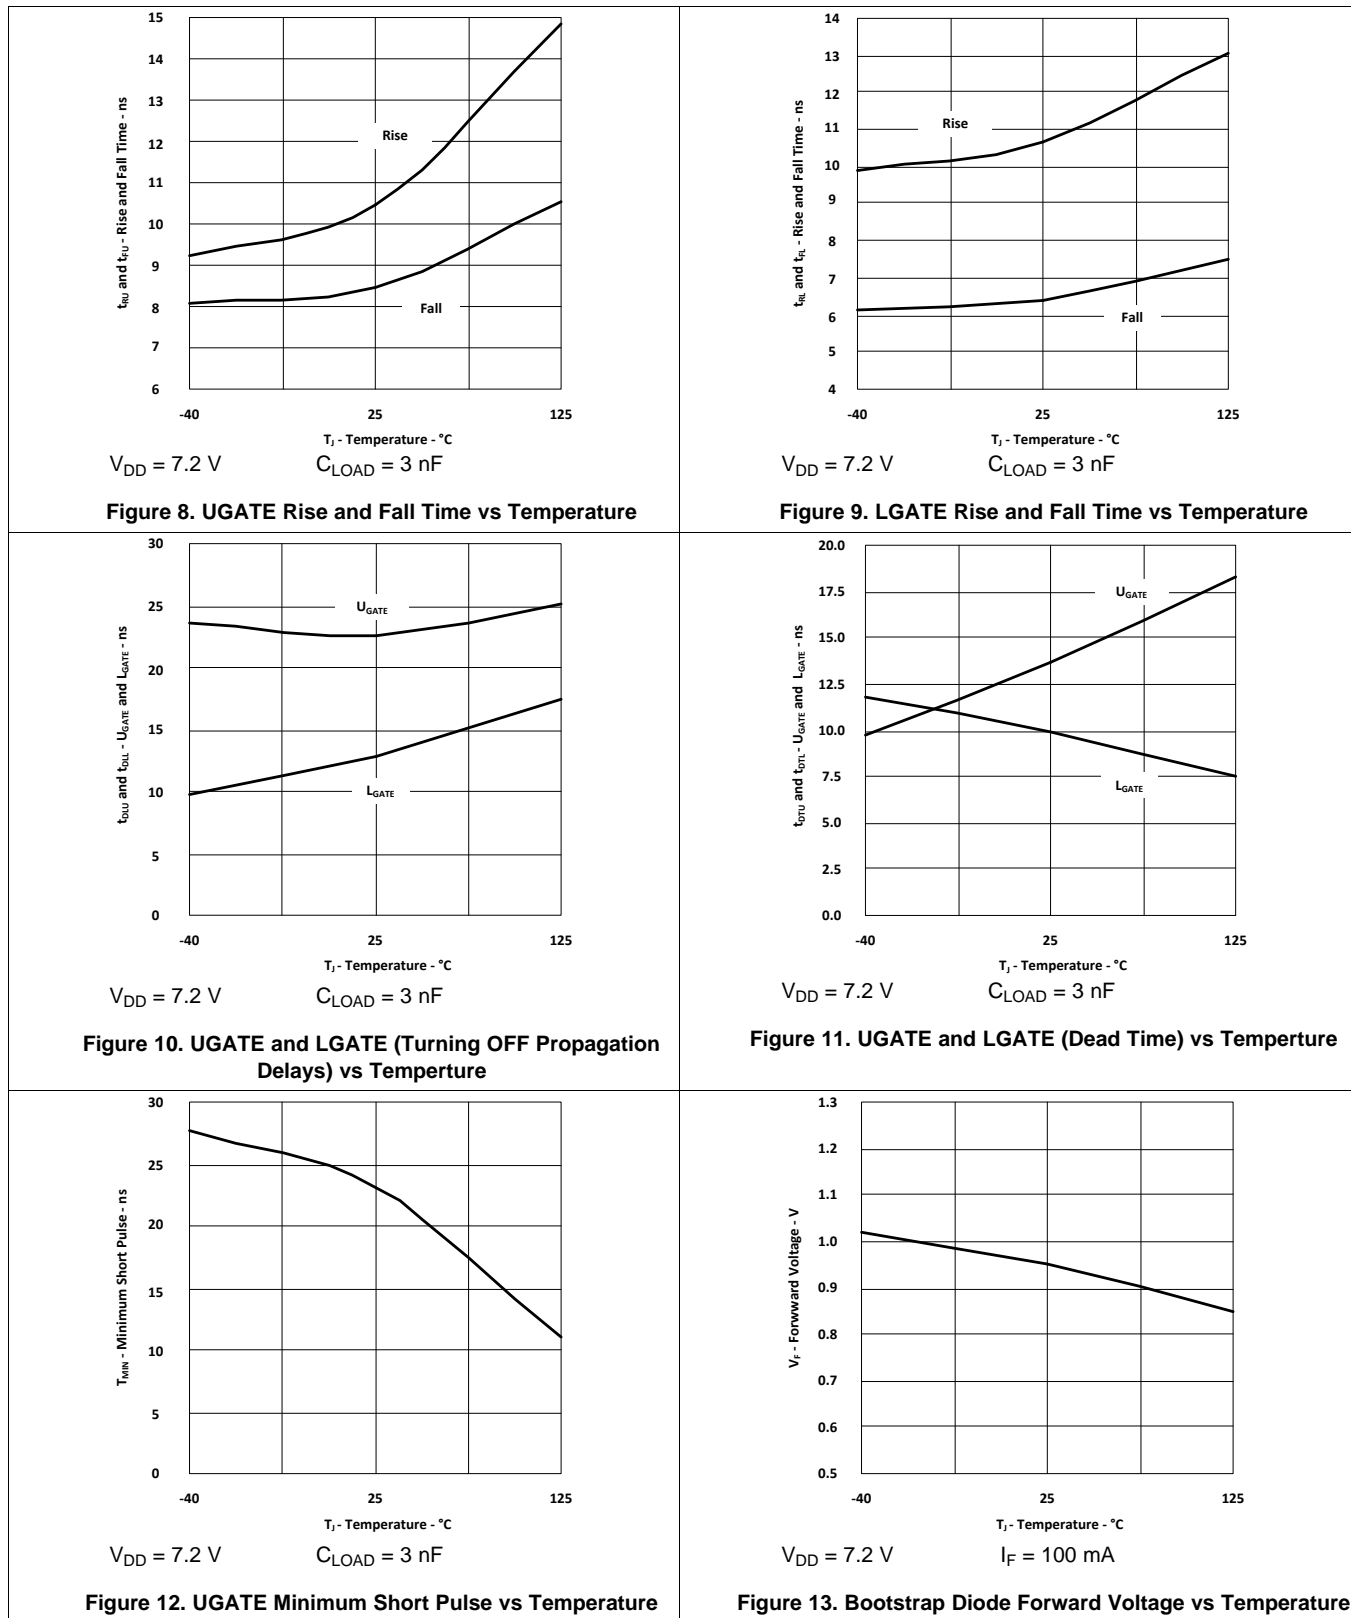 15
14
13
12
11
10
9
8
7
6
t_RU and t_FU - Rise and Fall Time - ns
Rise
Fall
-40 25 125
T_J - Temperature - °C
V_DD = 7.2 V C_LOAD = 3 nF
Figure 8. UGATE Rise and Fall Time vs Temperature
14
13
12
11
10
9
8
7
6
5
4
t_RL and t_FL - Rise and Fall Time - ns
Rise
Fall
-40 25 125
T_J - Temperature - °C
V_DD = 7.2 V C_LOAD = 3 nF
Figure 9. LGATE Rise and Fall Time vs Temperature
30
25
20
15
10
5
0
t_DLU and t_DLL - U_GATE and L_GATE - ns
U_GATE
L_GATE
-40 25 125
T_J - Temperature - °C
V_DD = 7.2 V C_LOAD = 3 nF
Figure 10. UGATE and LGATE (Turning OFF Propagation
Delays) vs Temperture
20.0
17.5
15.0
12.5
10.0
7.5
5.0
2.5
0.0
t_DTU and t_DTL - U_GATE and L_GATE - ns
U_GATE
L_GATE
-40 25 125
T_J - Temperature - °C
V_DD = 7.2 V C_LOAD = 3 nF
Figure 11. UGATE and LGATE (Dead Time) vs Temperture
30
25
20
15
10
5
0
T_MIN - Minimum Short Pulse - ns
-40 25 125
T_J - Temperature - °C
V_DD = 7.2 V C_LOAD = 3 nF
Figure 12. UGATE Minimum Short Pulse vs Temperature
1.3
1.2
1.1
1.0
0.9
0.8
0.7
0.6
0.5
V_F - Forwward Voltage - V
-40 25 125
T_J - Temperature - °C
V_DD = 7.2 V I_F = 100 mA
Figure 13. Bootstrap Diode Forward Voltage vs Temperature